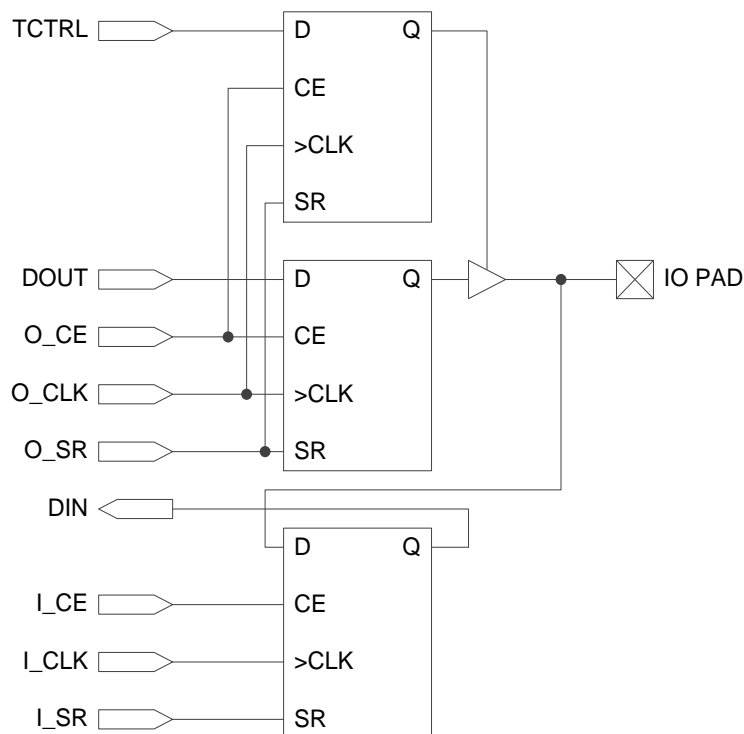 TCTRL D Q
CE
>CLK
SR
DOUT D Q IO PAD
O_CE CE
O_CLK >CLK
O_SR SR
DIN
D Q
I_CE CE
I_CLK >CLK
I_SR SR